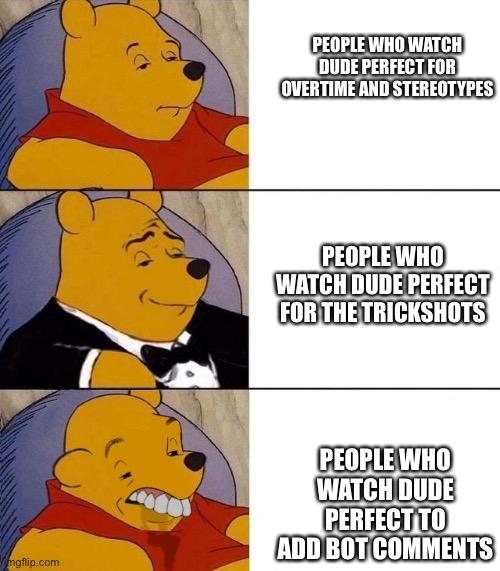 PEOPLE WHO WATCH
DUDE PERFECT FOR
OVERTIME AND STEREOTYPES
PEOPLE WHO
WATCH DUDE PERFECT
FOR THE TRICKSHOTS
PEOPLE WHO
WATCH DUDE
PERFECT TO
ADD BOT COMMENTS
imgflip.com